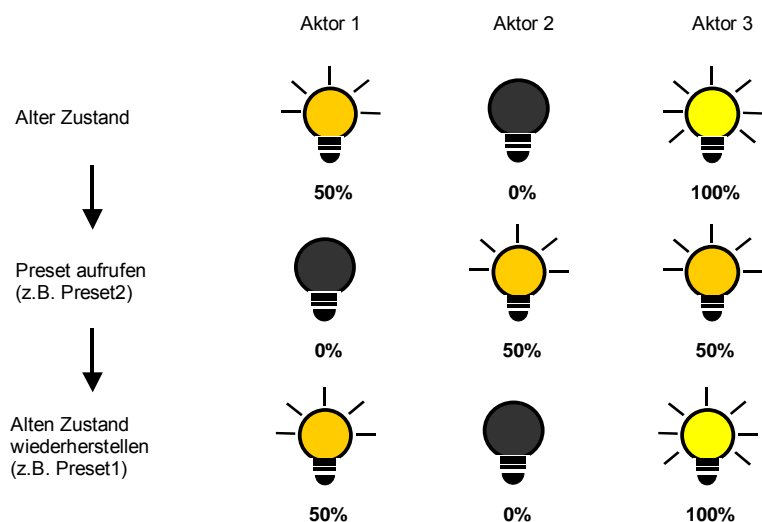 Aktor 1 Aktor 2 Aktor 3
Alter Zustand
50% 0% 100%
Preset aufrufen
(z.B. Preset2)
0% 50% 50%
Alten Zustand
wiederherstellen
(z.B. Preset1)
50% 0% 100%